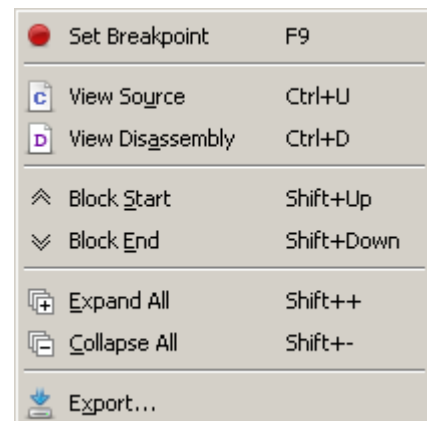 Set Breakpoint F9
View Source Ctrl+U
View Disassembly Ctrl+D
Block Start Shift+Up
Block End Shift+Down
Expand All Shift++
Collapse All Shift+-
Export...